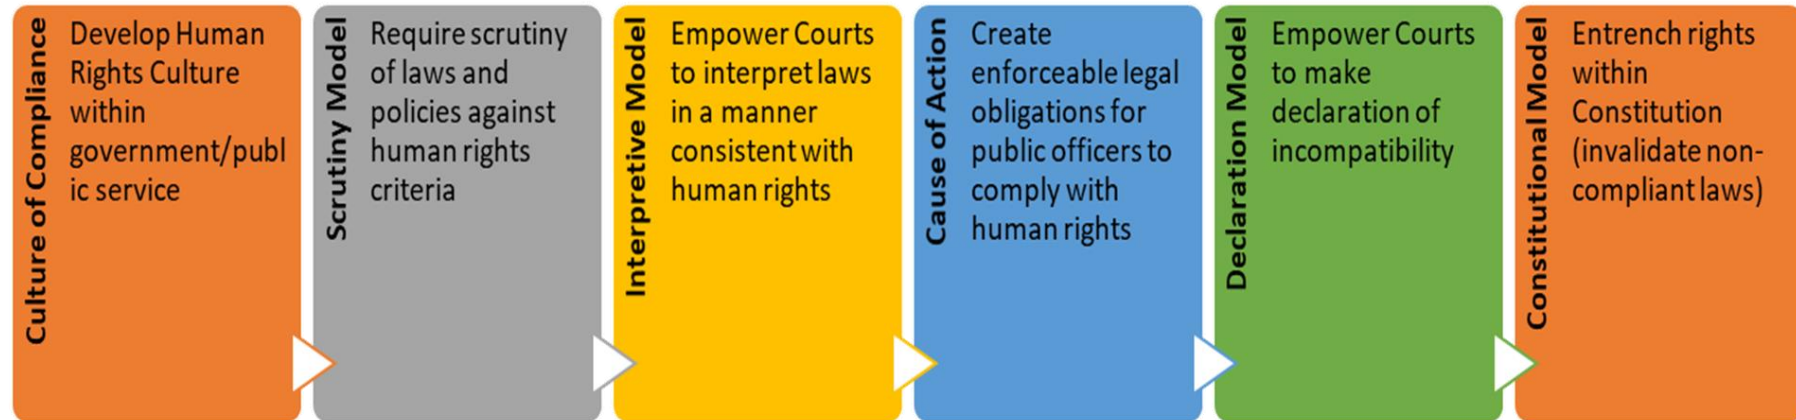 Culture of Compliance
Develop Human
Rights Culture
within
government/publ
ic service
Scrutiny Model
Require scrutiny
of laws and
policies against
human rights
criteria
Interpretive Model
Empower Courts
to interpret laws
in a manner
consistent with
human rights
Cause of Action
Create
enforceable legal
obligations for
public officers to
comply with
human rights
Declaration Model
Empower Courts
to make
declaration of
incompatibility
Constitutional Model
Entrench rights
within
Constitution
(invalidate non-
compliant laws)